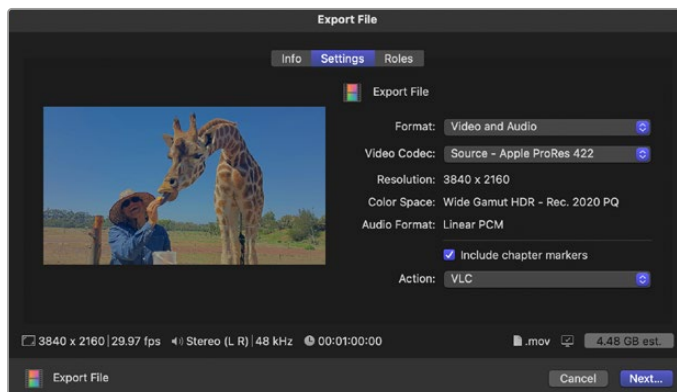 Export File
Info Settings Roles
Export File
Format: Video and Audio
Video Codec: Source - Apple ProRes 422
Resolution: 3840 x 2160
Color Space: Wide Gamut HDR - Rec. 2020 PQ
Audio Format: Linear PCM
Include chapter markers
Action: VLC
3840 x 2160 | 29.97 fps Stereo (L R) | 48 kHz 00:01:00:00 .mov 4.48 GB est.
Export File Cancel Next...